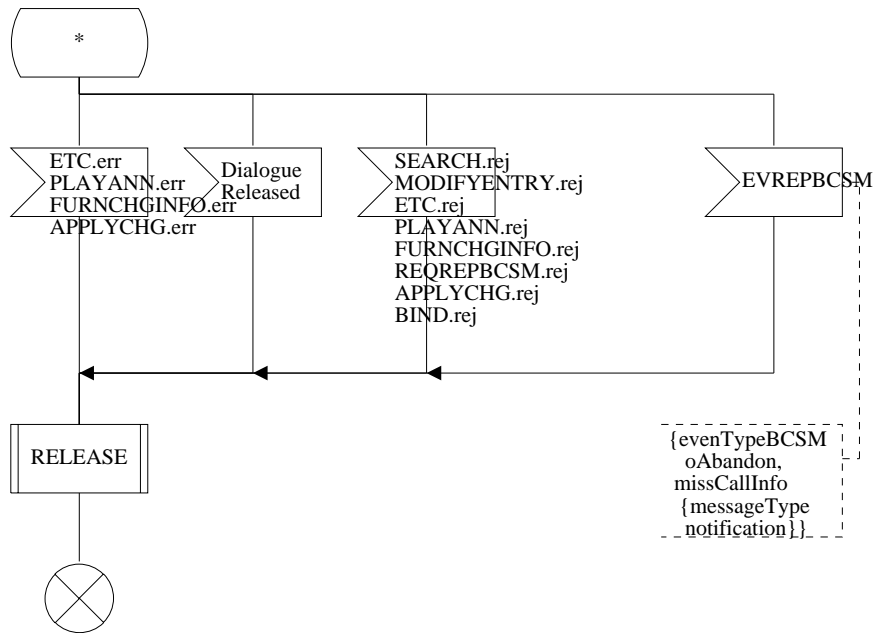 *
ETC.err
PLAYANN.err
FURNCHGINFO.err
APPLYCHG.err
Dialogue
Released
SEARCH.rej
MODIFYENTRY.rej
ETC.rej
PLAYANN.rej
FURNCHGINFO.rej
REQREPBCSM.rej
APPLYCHG.rej
BIND.rej
EVREPBCSM
RELEASE
{evenTypeBCSM
oAbandon,
missCallInfo
{messageType
notification}}